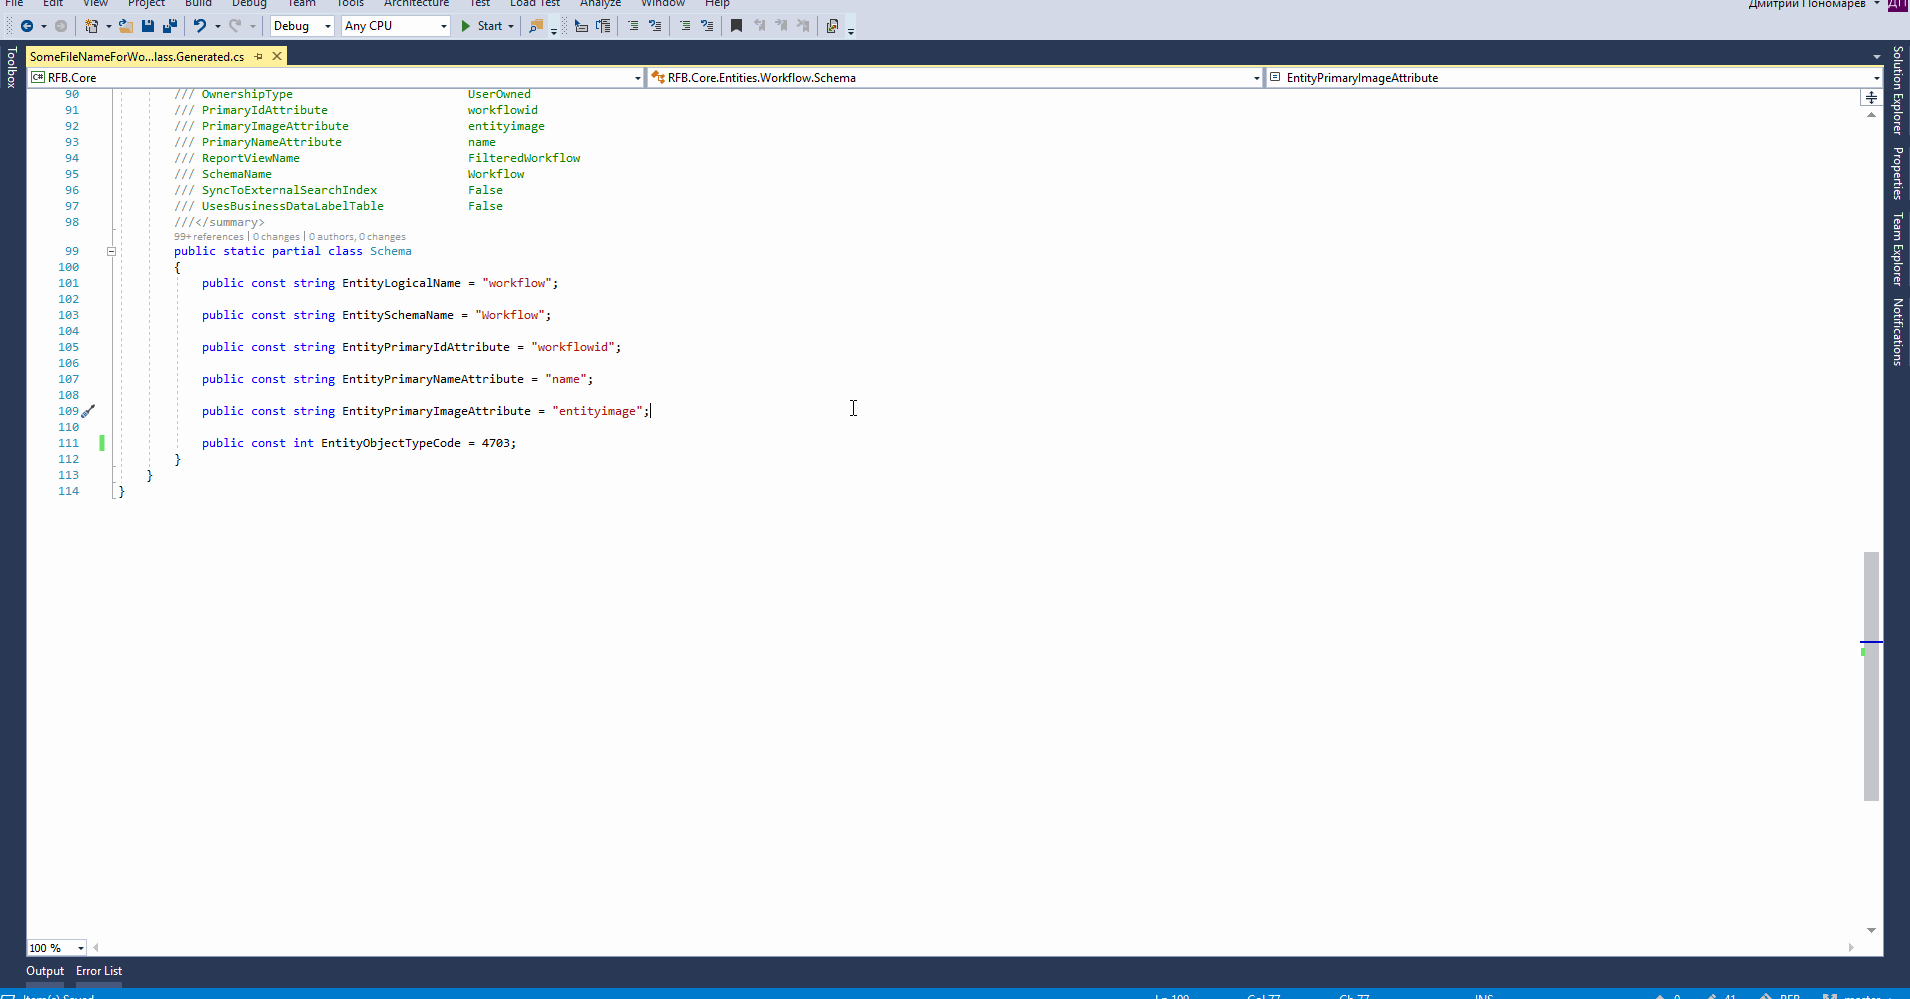 File Edit View Project Build Debug Team Tools Architecture Test Load Test Analyze Window Help Дмитрий Пономарев ДП
Debug Any CPU Start
Toolbox
SomeFileNameForWo...lass.Generated.cs
RFB.Core RFB.Core.Entities.Workflow.Schema EntityPrimaryImageAttribute
90 /// OwnershipType UserOwned
91 /// PrimaryIdAttribute workflowid
92 /// PrimaryImageAttribute entityimage
93 /// PrimaryNameAttribute name
94 /// ReportViewName FilteredWorkflow
95 /// SchemaName Workflow
96 /// SyncToExternalSearchIndex False
97 /// UsesBusinessDataLabelTable False
98 ///</summary>
99+ references | 0 changes | 0 authors, 0 changes
99 public static partial class Schema
100 {
101 public const string EntityLogicalName = "workflow";
102
103 public const string EntitySchemaName = "Workflow";
104
105 public const string EntityPrimaryIdAttribute = "workflowid";
106
107 public const string EntityPrimaryNameAttribute = "name";
108
109 public const string EntityPrimaryImageAttribute = "entityimage";
110
111 public const int EntityObjectTypeCode = 4703;
112 }
113 }
114 }
Solution Explorer
Properties
Team Explorer
Notifications
100 %
Output Error List
Item(s) Saved Ln 109 Col 77 Ch 77 INS 0 41 RFB master